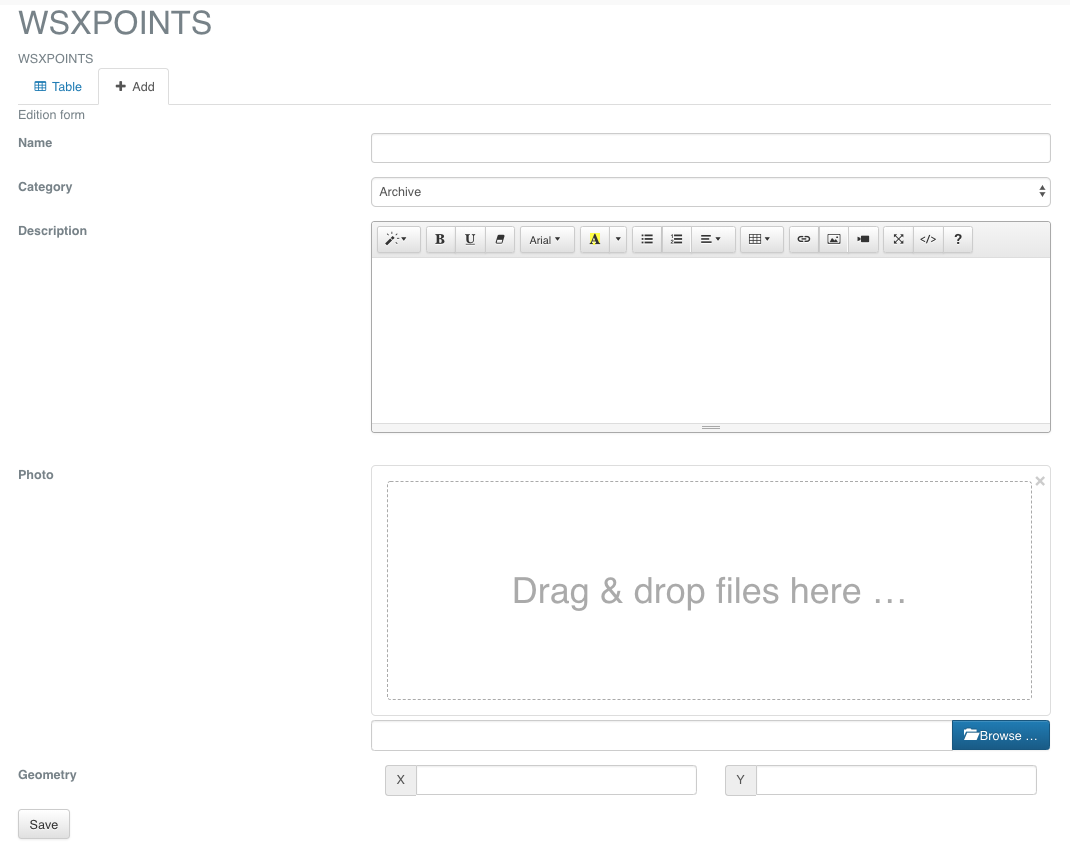 WSXPOINTS
WSXPOINTS
Table
Add
Edition form
Name
Category
Archive
Description
B U Arial A </> ?
Photo
Drag & drop files here ...
Browse ...
Geometry
X
Y
Save